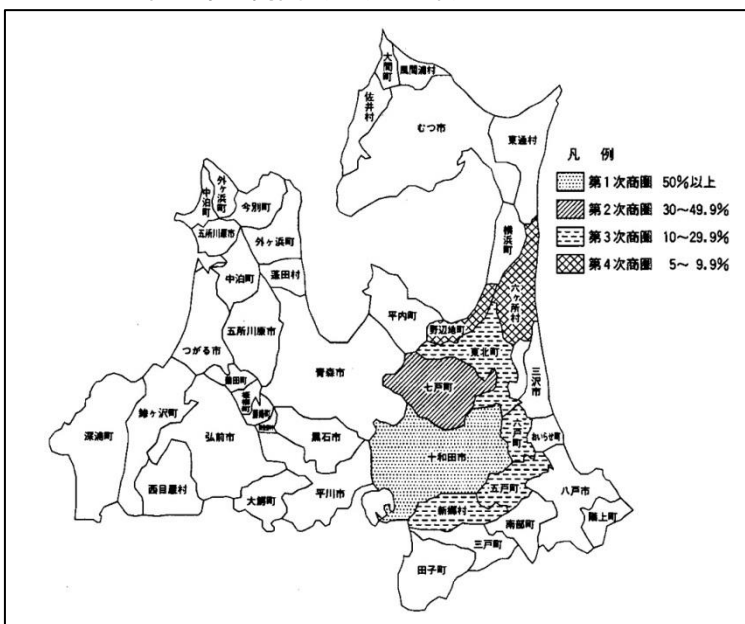 大間町
風間浦村
佐井村
むつ市
東通村
凡 例
第1次商圏 50%以上
第2次商圏 30〜49.9%
第3次商圏 10〜29.9%
第4次商圏 5〜 9.9%
中泊町
外ヶ浜町
今別町
五所川原市
外ヶ浜町
中泊町
蓬田村
横浜町
六ヶ所村
平内町
野辺地町
東北町
つがる市
五所川原市
青森市
七戸町
三沢市
鶴田町
深浦町
鰺ヶ沢町
弘前市
黒石市
十和田市
六戸町
おいらせ町
西目屋村
大鰐町
平川市
新郷村
五戸町
八戸市
南部町
階上町
三戸町
田子町